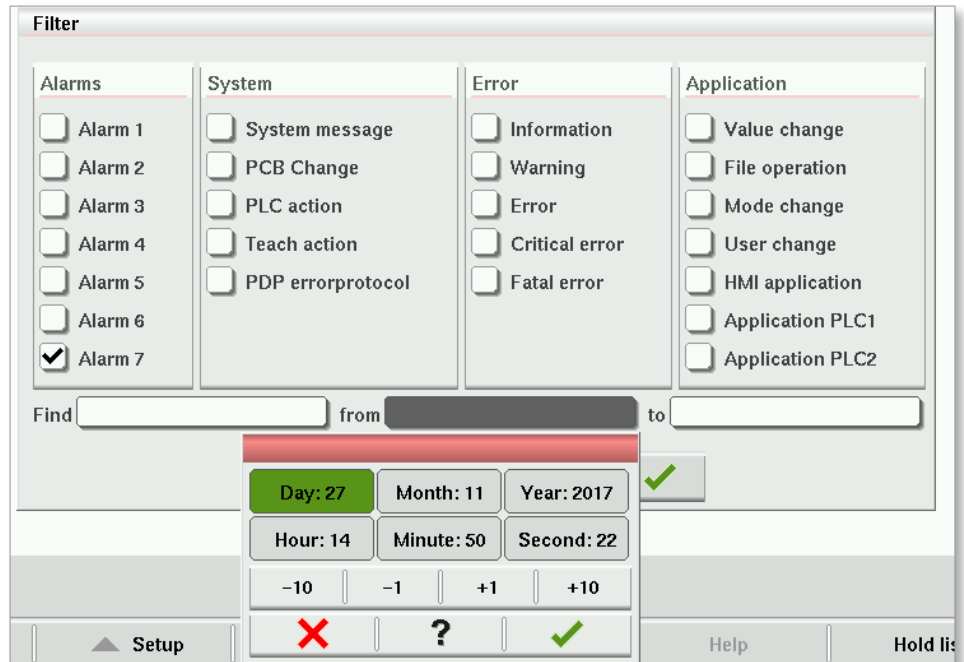 Filter
Alarms System Error Application
Alarm 1 System message Information Value change
Alarm 2 PCB Change Warning File operation
Alarm 3 PLC action Error Mode change
Alarm 4 Teach action Critical error User change
Alarm 5 PDP errorprotocol Fatal error HMI application
Alarm 6 Application PLC1
Alarm 7 Application PLC2
Find from to
Day: 27 Month: 11 Year: 2017
Hour: 14 Minute: 50 Second: 22
-10 -1 +1 +10
?
Setup Help Hold lis